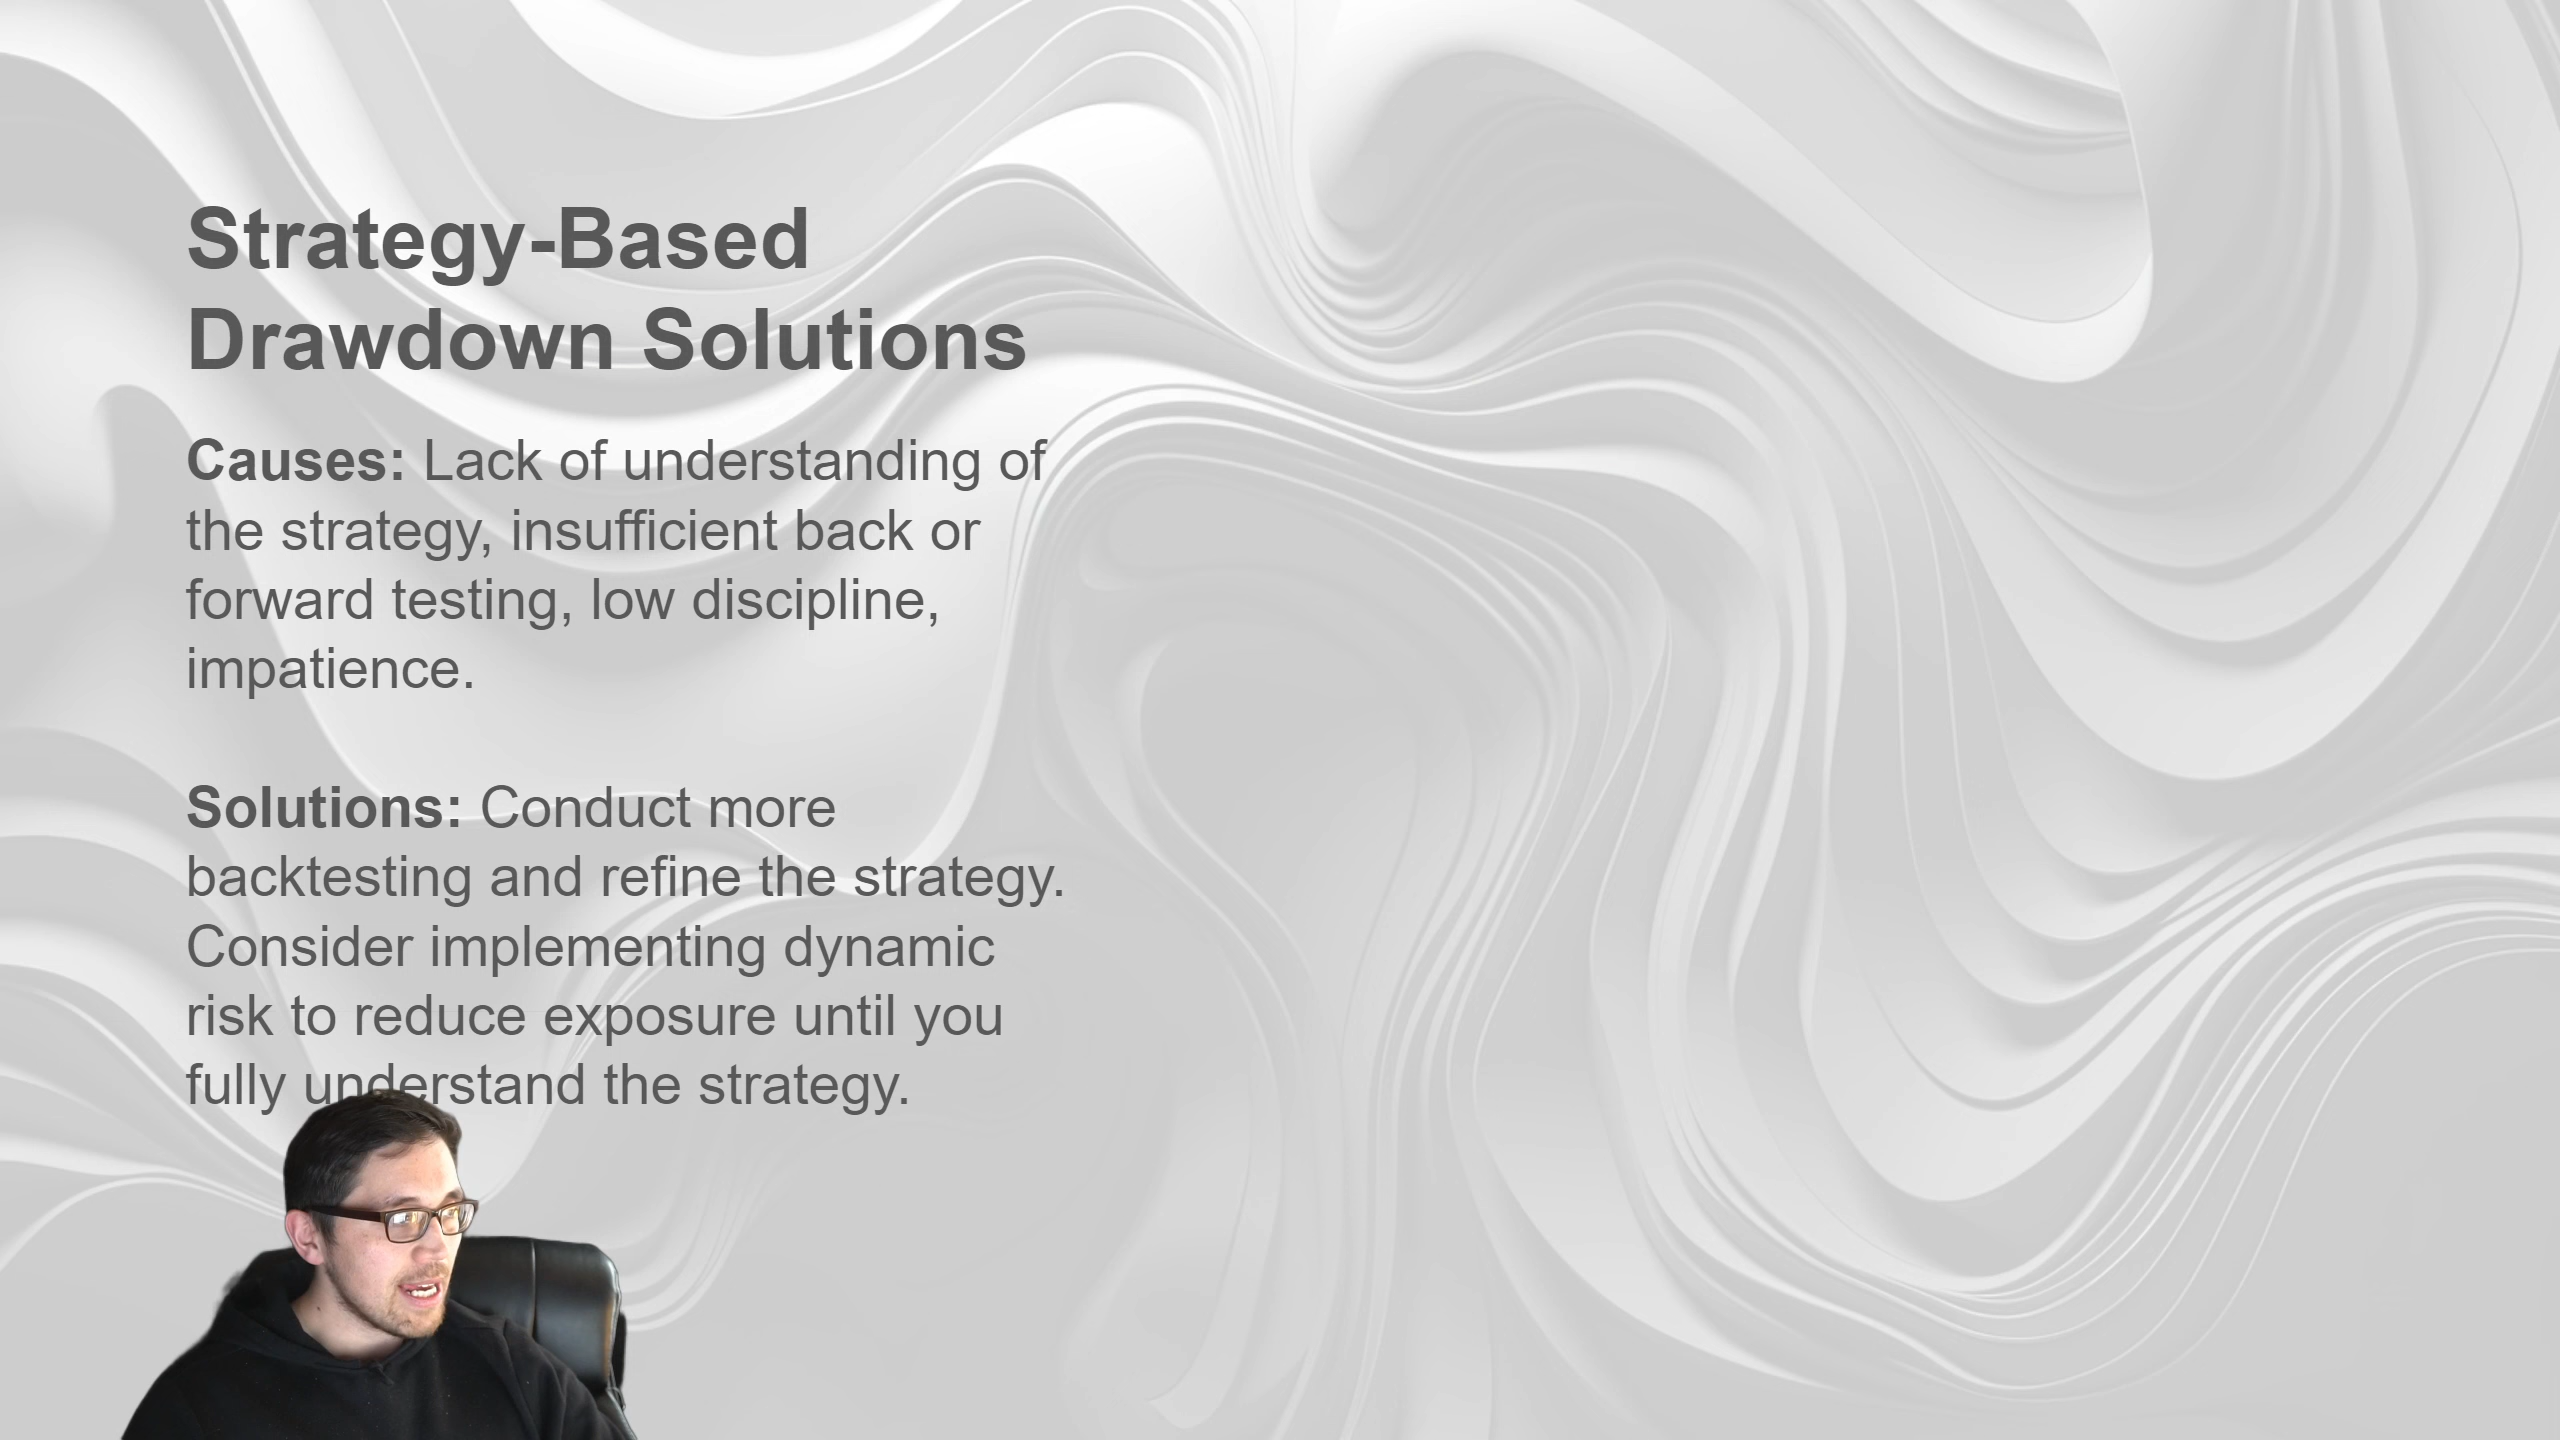 Strategy-Based
Drawdown Solutions
Causes: Lack of understanding of
the strategy, insufficient back or
forward testing, low discipline,
impatience.
Solutions: Conduct more
backtesting and refine the strategy.
Consider implementing dynamic
risk to reduce exposure until you
fully understand the strategy.